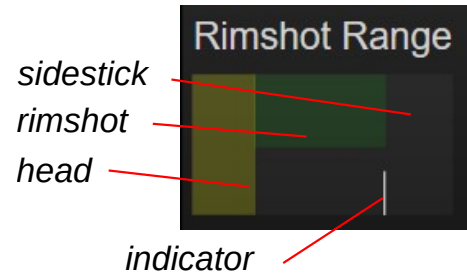 Rimshot Range
sidestick
rimshot
head
indicator